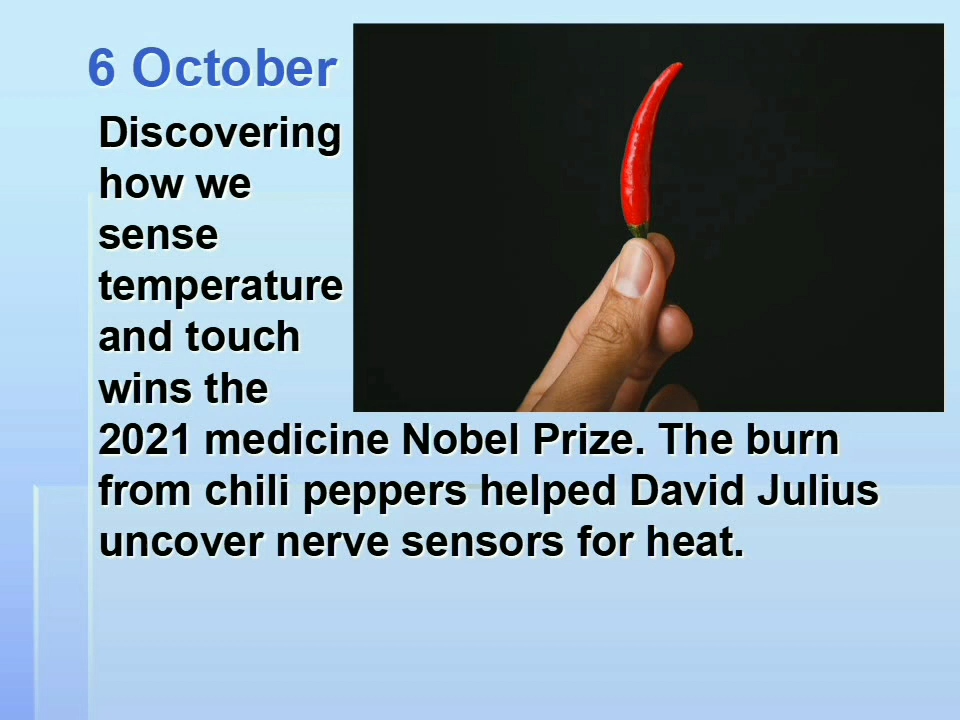 6 October
Discovering
how we
sense
temperature
and touch
wins the
2021 medicine Nobel Prize. The burn
from chili peppers helped David Julius
uncover nerve sensors for heat.